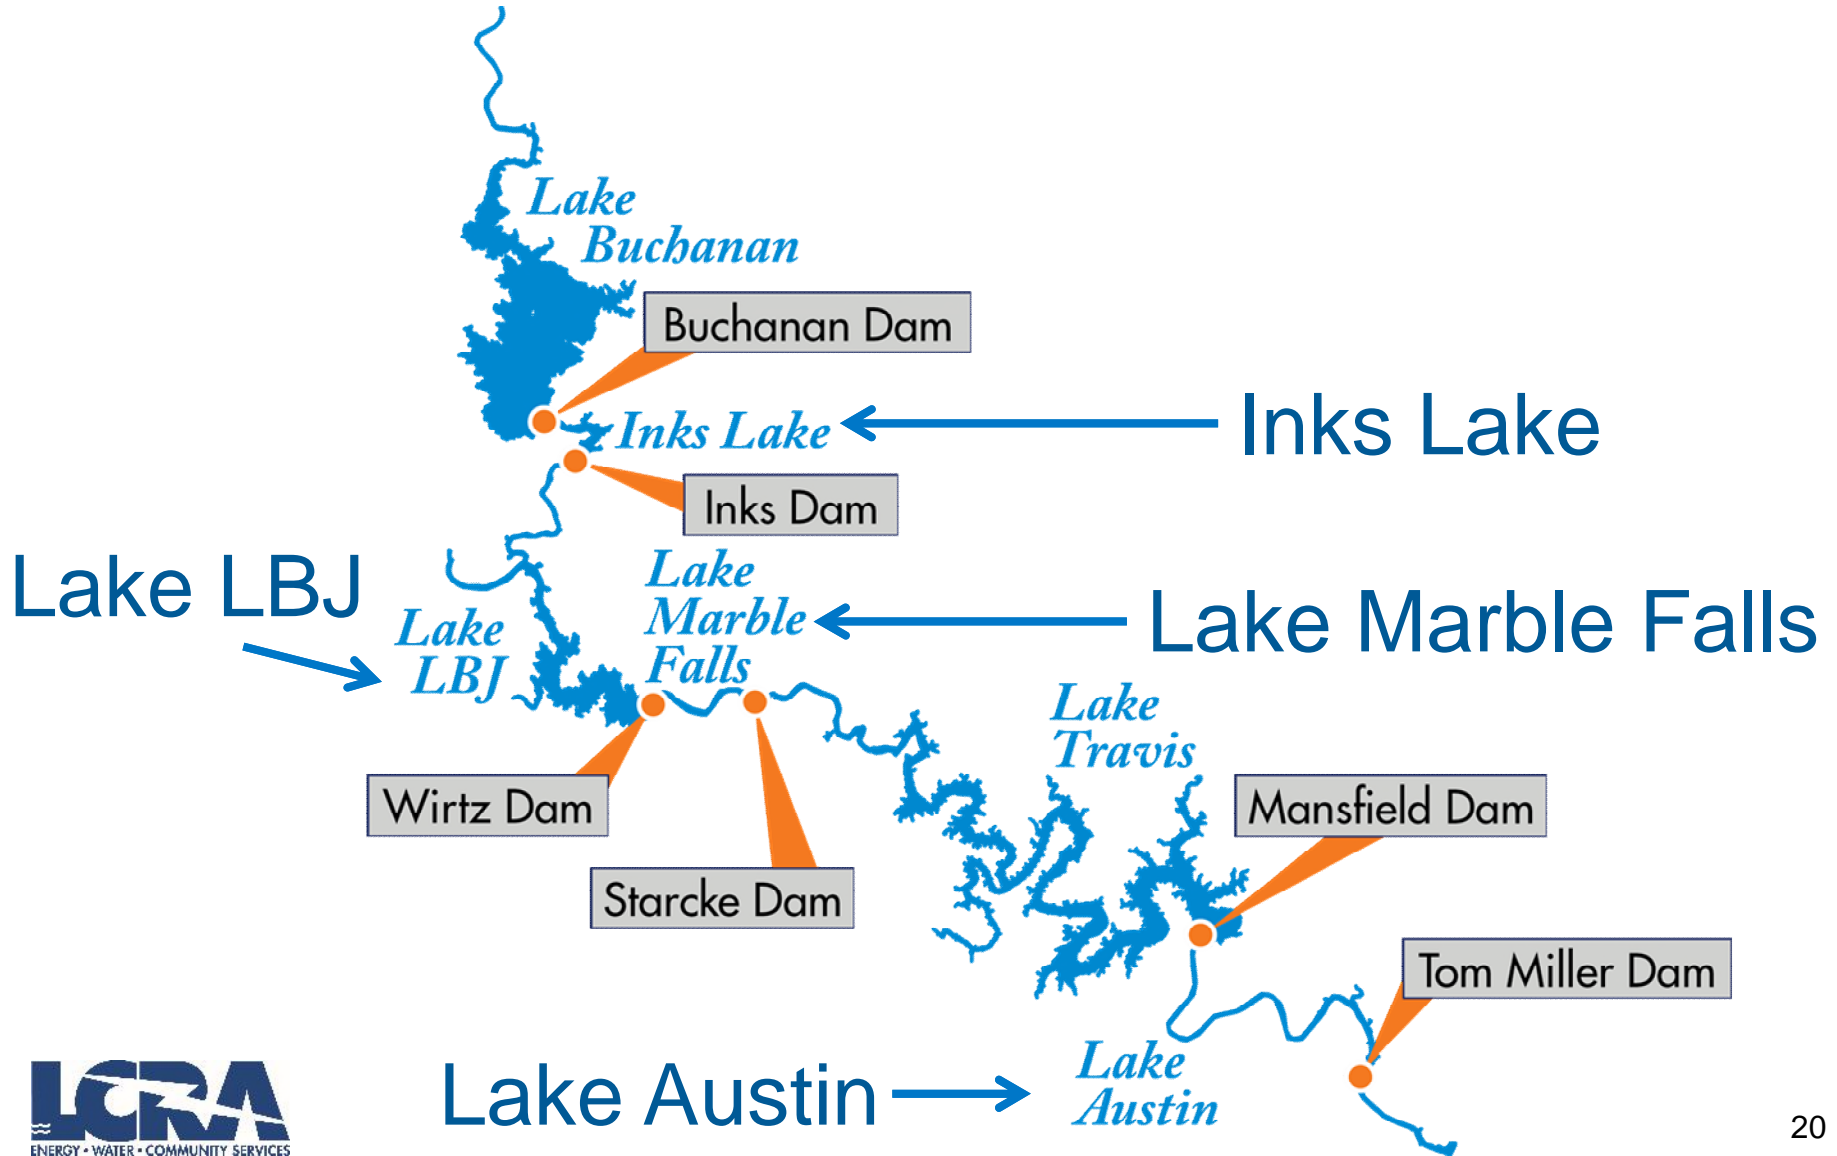 Lake
Buchanan
Buchanan Dam
Inks Lake
Inks Lake
Inks Dam
Lake LBJ
Lake
LBJ
Lake
Marble
Falls
Lake Marble Falls
Lake
Travis
Wirtz Dam
Mansfield Dam
Starcke Dam
Tom Miller Dam
Lake Austin
Lake
Austin
LCRA
ENERGY • WATER • COMMUNITY SERVICES
20